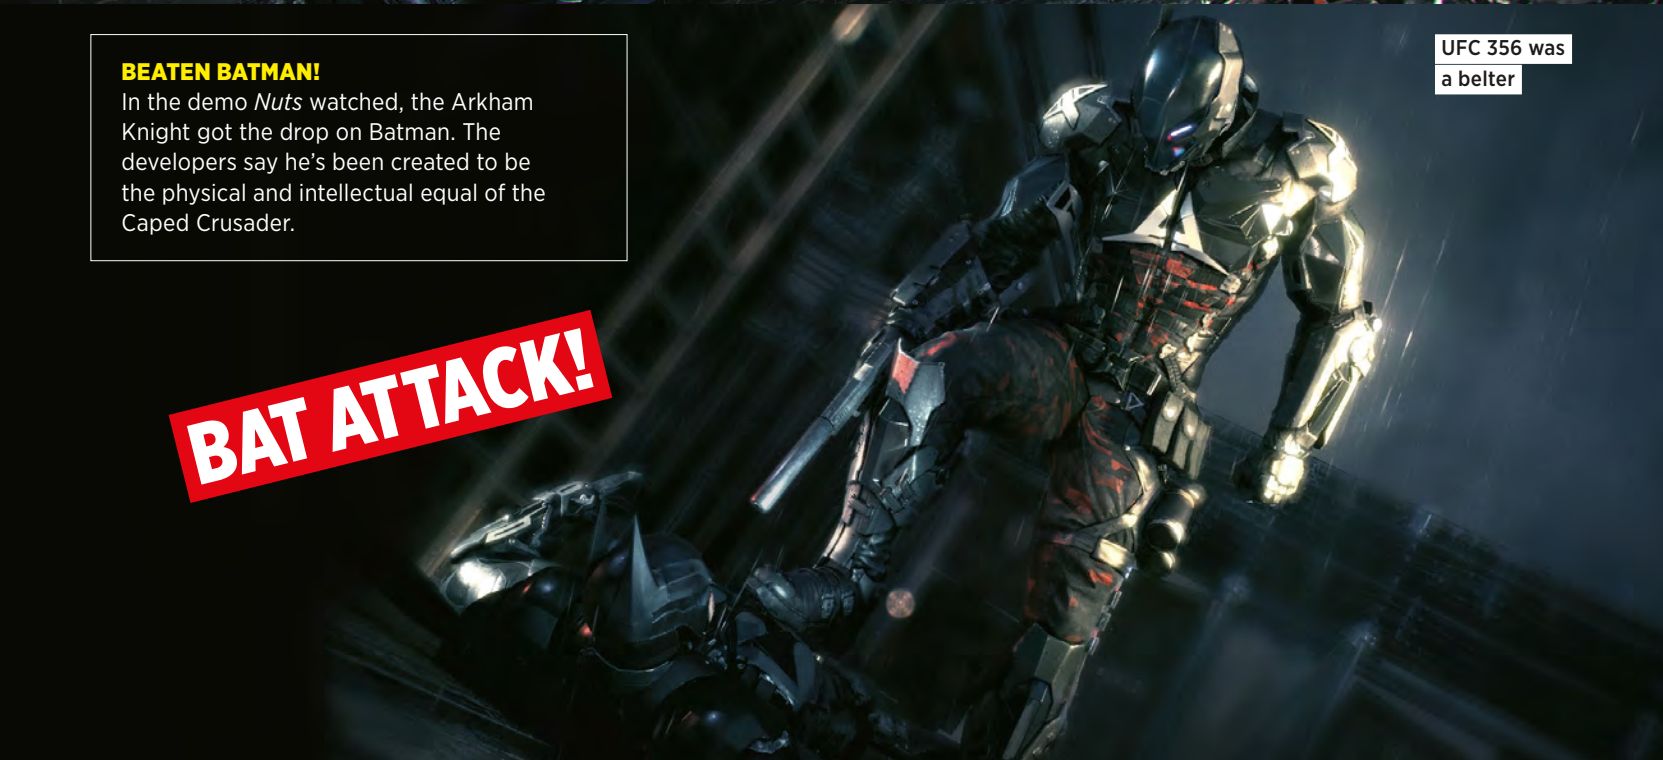 BEATEN BATMAN!
In the demo Nuts watched, the Arkham
Knight got the drop on Batman. The
developers say he’s been created to be
the physical and intellectual equal of the
Caped Crusader.
UFC 356 was
a belter
BAT ATTACK!